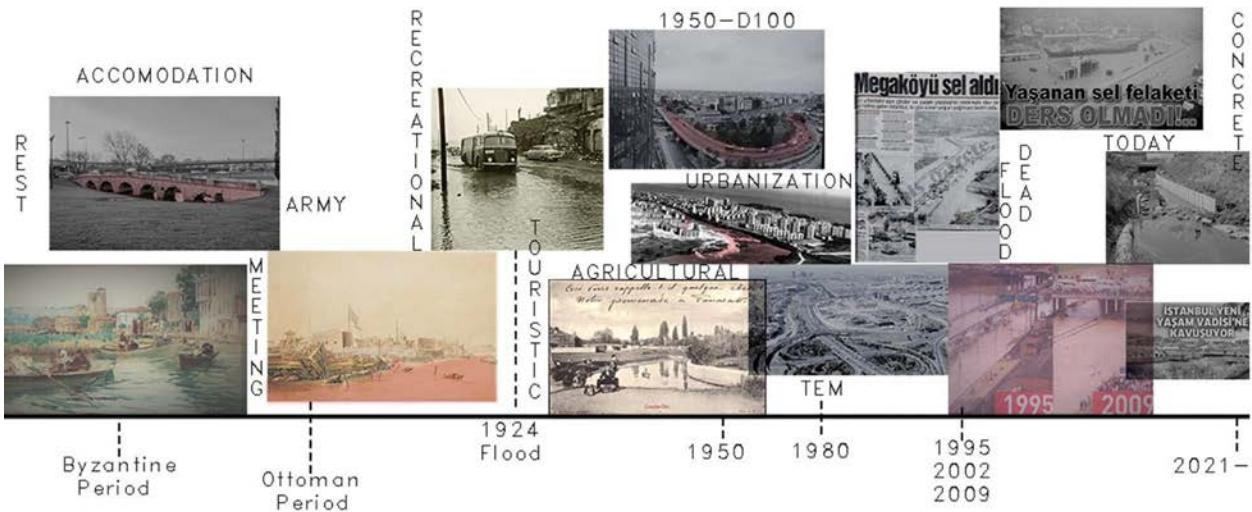 1950-D100
RECREATIONAL
CONCRETE
ACCOMODATION
Megaköyü sel aldı
Yaşanan sel felaketi
DERS OLMADI!...
REST
TODAY
DEAD
FLOOD
URBANIZATION
ARMY
TOURISTIC
MEETING
AGRICULTURAL
ISTANBUL YENİ
YAŞAM VADİSİ'NE
KAVUŞUYOR
TEM
1995
2009
Byzantine
Period
Ottoman
Period
1924
Flood
1950
1980
1995
2002
2009
2021-